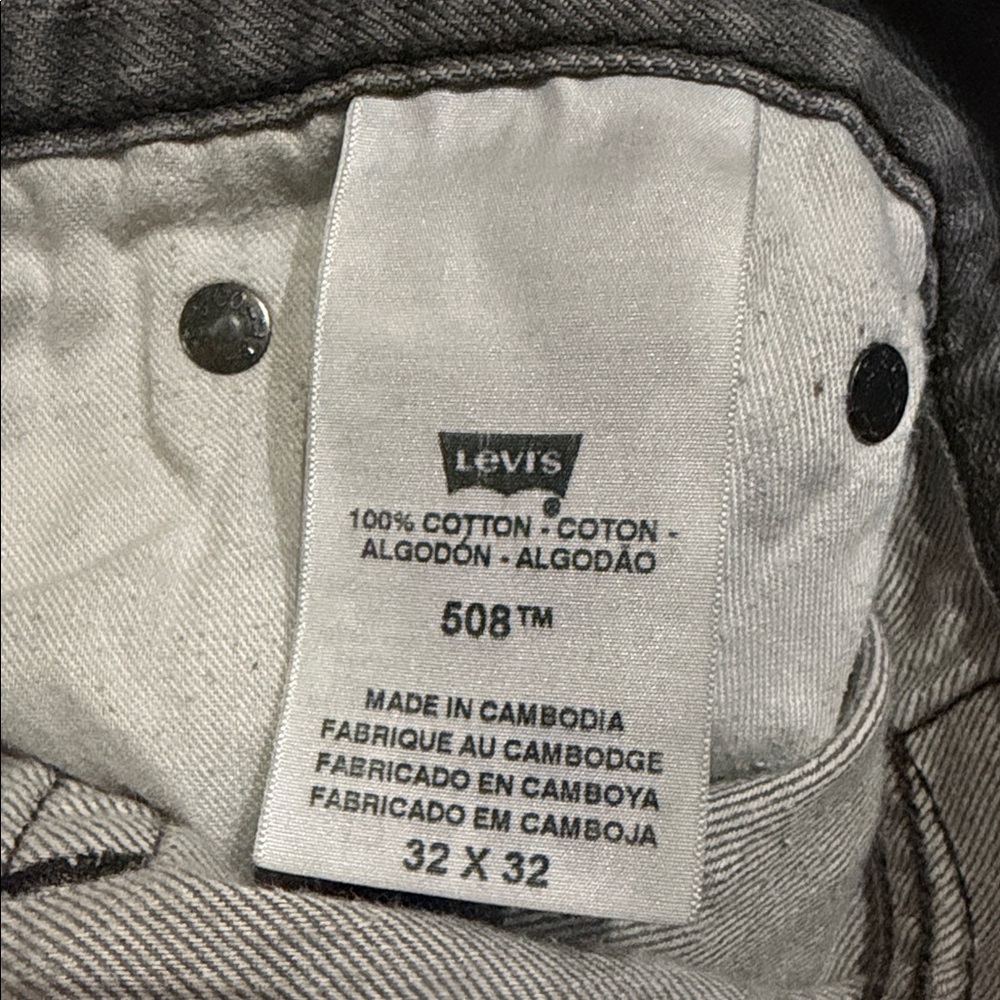 Levi's
®
100% COTTON - COTON -
ALGODÓN - ALGODÃO
508™
MADE IN CAMBODIA
FABRIQUE AU CAMBODGE
FABRICADO EN CAMBOYA
FABRICADO EM CAMBOJA
32 X 32